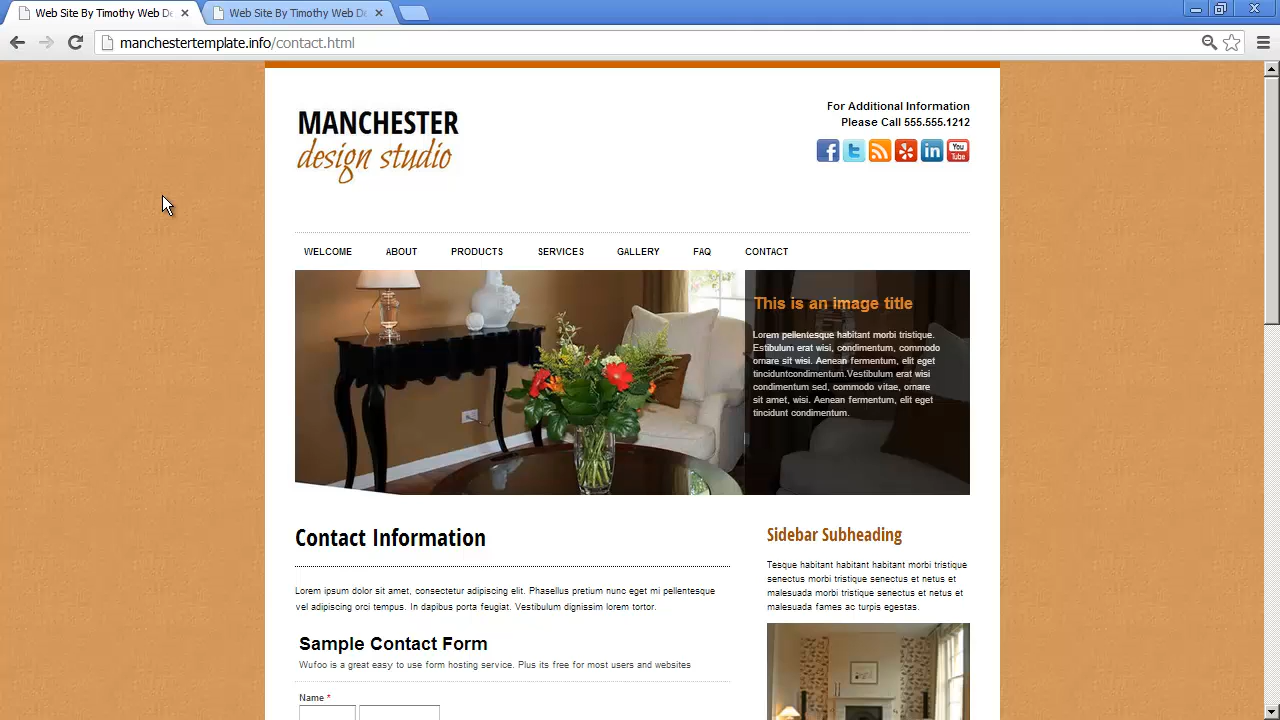 Web Site By Timothy Web De
Web Site By Timothy Web De
manchestertemplate.info/contact.html
MANCHESTER
design studio
For Additional Information
Please Call 555.555.1212
You
Tube
WELCOME ABOUT PRODUCTS SERVICES GALLERY FAQ CONTACT
This is an image title
Lorem pellentesque habitant morbi tristique.
Estibulum erat wisi, condimentum, commodo
ornare sit wisi. Aenean fermentum, elit eget
tinciduntcondimentum.Vestibulum erat wisi
condimentum sed, commodo vitae, ornare
sit amet, wisi. Aenean fermentum, elit eget
tincidunt condimentum.
Contact Information
Lorem ipsum dolor sit amet, consectetur adipiscing elit. Phasellus pretium nunc eget mi pellentesque
vel adipiscing orci tempus. In dapibus porta feugiat. Vestibulum dignissim lorem tortor.
Sample Contact Form
Wufoo is a great easy to use form hosting service. Plus its free for most users and websites
Name *
Sidebar Subheading
Tesque habitant habitant habitant morbi tristique
senectus morbi tristique senectus et netus et
malesuada morbi tristique senectus et netus et
malesuada fames ac turpis egestas.